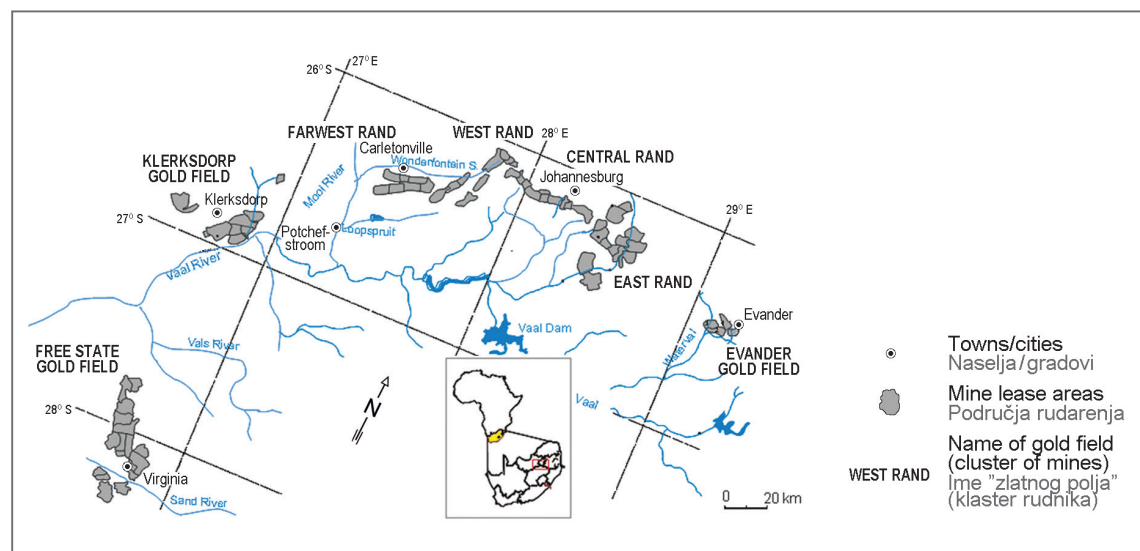 26° S
27° E
FARWEST RAND
Carletonville
WEST RAND
28° E
Wonderfontein S.
CENTRAL RAND
Johannesburg
KLERKSDORP
GOLD FIELD
Klerksdorp
Mooi River
27° S
Potchef-
stroom
Loopspruit
29° E
Vaal River
EAST RAND
Vaal Dam
Evander
Waterval
EVANDER
GOLD FIELD
Vals River
FREE STATE
GOLD FIELD
N
Vaal
28° S
Virginia
Sand River
0 20 km
Towns/cities
Naselja/gradovi
Mine lease areas
Područja rudarenja
WEST RAND
Name of gold field
(cluster of mines)
Ime "zlatnog polja"
(klaster rudnika)